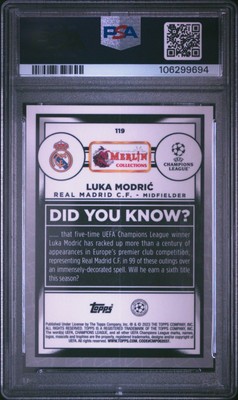 PSA
106299694
119
MERLIN
COLLECTIONS
CHAMPIONS
LEAGUE
LUKA MODRIĆ
REAL MADRID C.F. - MIDFIELDER
DID YOU KNOW?
..... that five-time UEFA Champions League winner
Luka Modrić has racked up more than a century of
appearances in Europe's premier club competition,
representing Real Madrid C.F. in 99 of these outings over
an immensely-decorated spell. Will he earn a sixth title
this season?
Topps